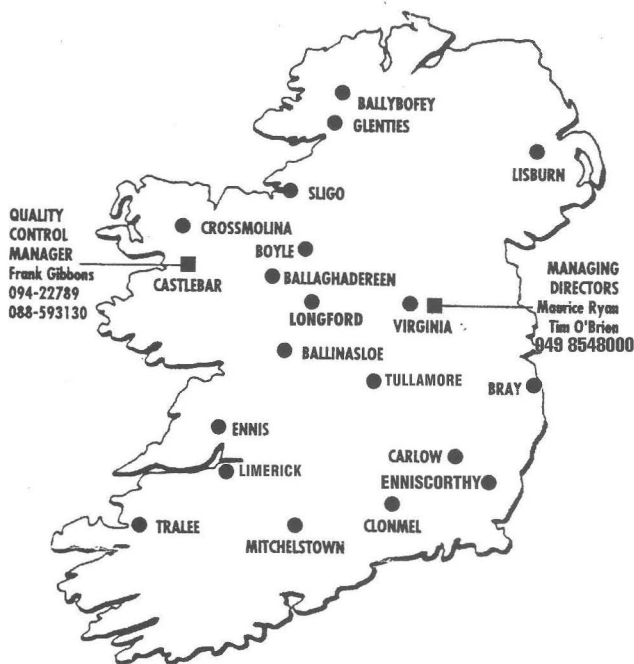 BALLYBOFEY
GLENTIES
LISBURN
SLIGO
QUALITY
CONTROL
MANAGER
Frank Gibbons
094-22789
088-593130
CROSSMOLINA
BOYLE
CASTLEBAR
BALLAGHADEREEN
MANAGING
DIRECTORS
Maurice Ryan
Tim O'Brien
049 8548000
LONGFORD
VIRGINIA
BALLINASLOE
TULLAMORE
BRAY
ENNIS
CARLOW
LIMERICK
ENNISCORTHY
CLONMEL
TRALEE
MITCHELSTOWN